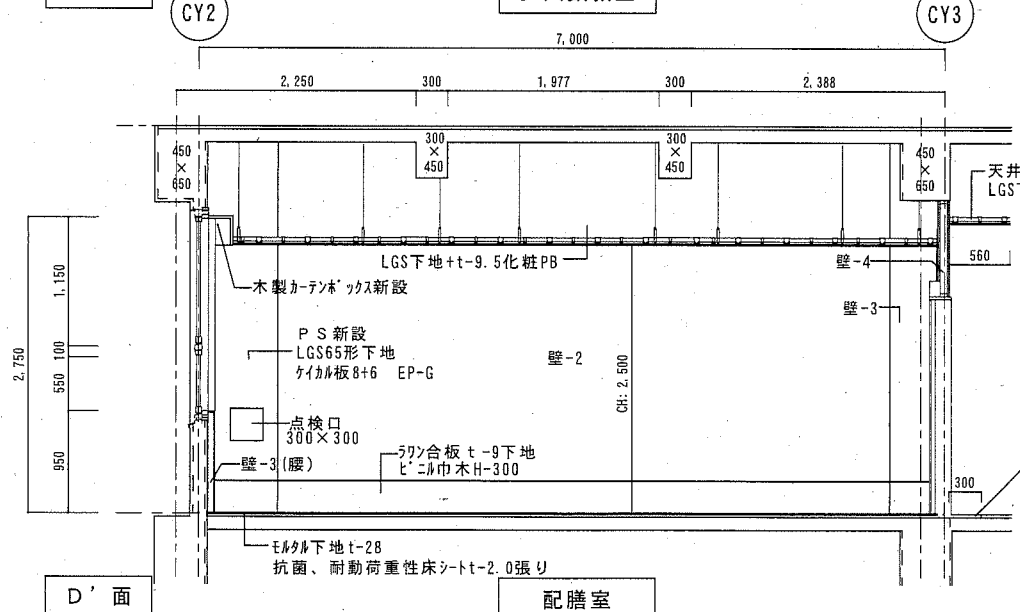 CY2
CY3
7,000
2,250
300
1,977
300
2,388
450
×
650
300
×
450
300
×
450
450
×
650
天井
LGS下
LGS下地+t-9.5化粧PB
560
壁-4
木製カーテンボックス新設
壁-3
1,150
2,750
100
550
950
PS新設
LGS65形下地
ケイカル板8+6 EP-G
壁-2
CH:2,500
点検口
300×300
ラワン合板t-9下地
ビニル巾木H-300
壁-3(腰)
300
モルタル下地t-28
抗菌、耐動荷重性床シートt-2.0張り
D'面
配膳室